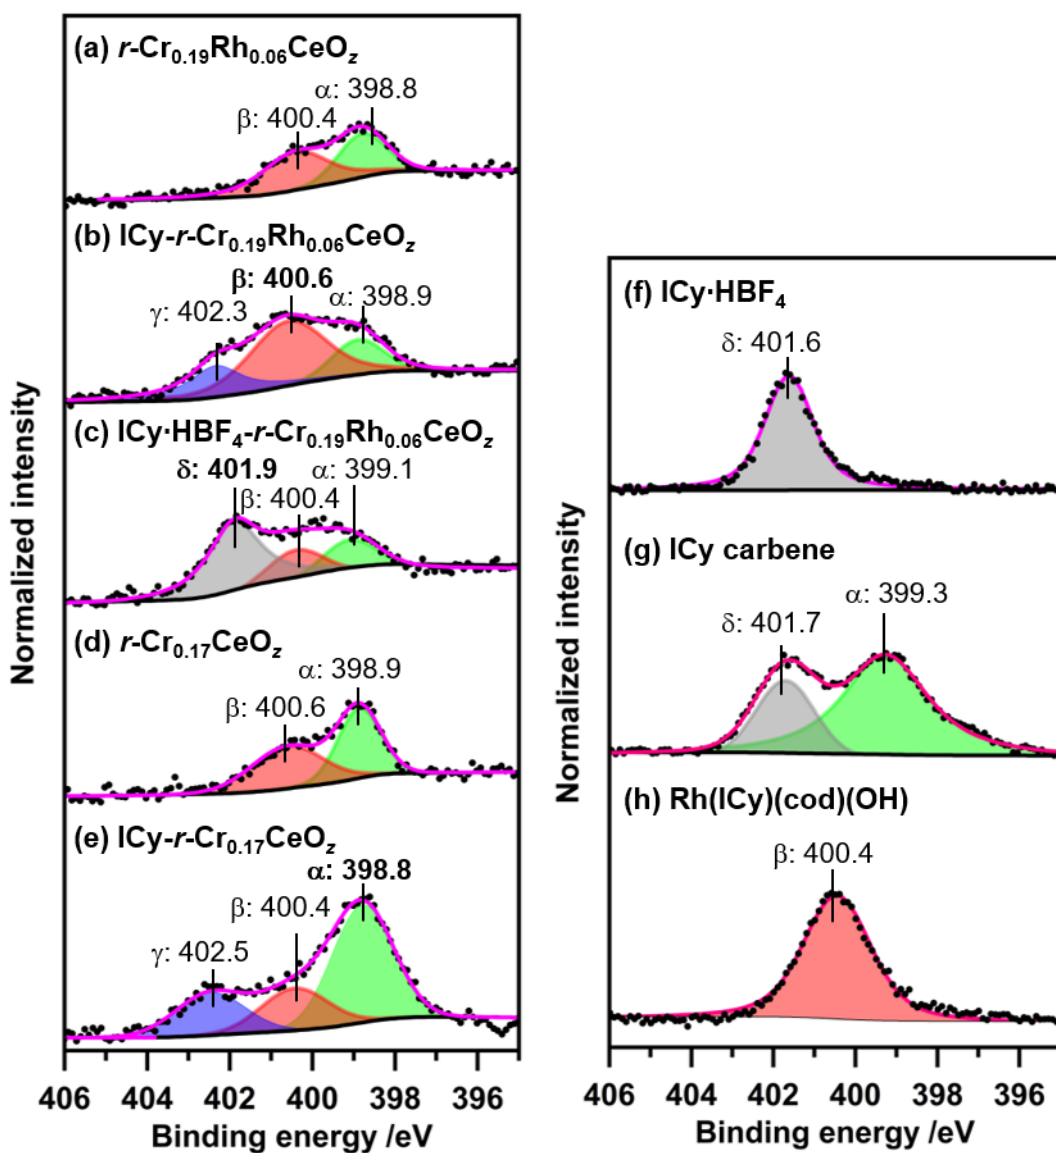 (a) r-Cr0.19Rh0.06CeOz
α: 398.8
β: 400.4
(b) ICy-r-Cr0.19Rh0.06CeOz
β: 400.6
α: 398.9
γ: 402.3
(c) ICy·HBF4-r-Cr0.19Rh0.06CeOz
δ: 401.9
α: 399.1
β: 400.4
(d) r-Cr0.17CeOz
α: 398.9
β: 400.6
(e) ICy-r-Cr0.17CeOz
α: 398.8
β: 400.4
γ: 402.5
406 404 402 400 398 396
Binding energy /eV
Normalized intensity
(f) ICy·HBF4
δ: 401.6
(g) ICy carbene
α: 399.3
δ: 401.7
(h) Rh(ICy)(cod)(OH)
β: 400.4
406 404 402 400 398 396
Binding energy /eV
Normalized intensity